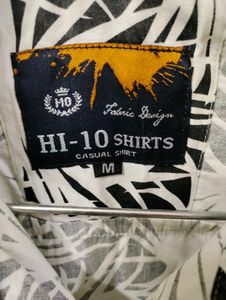 HO
Fabric Design
HI-10 SHIRTS
CASUAL SHIRT
M